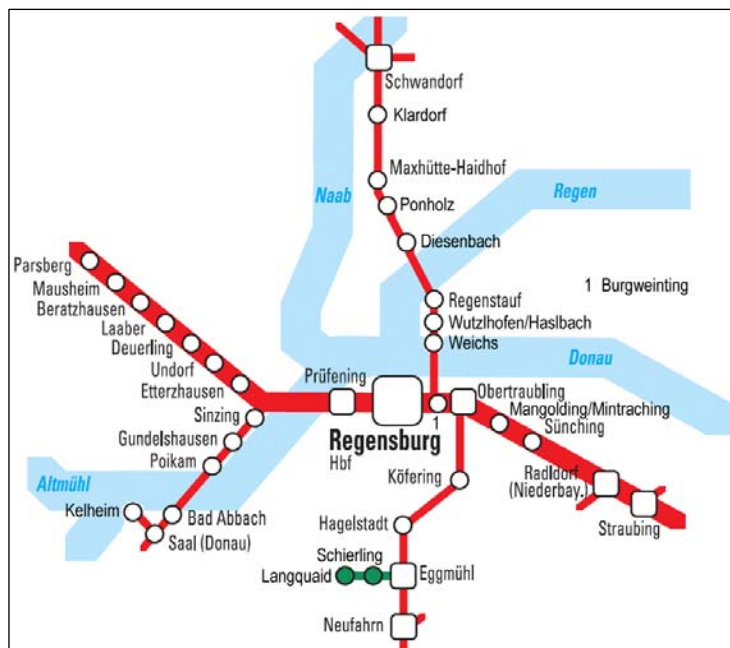 Schwandorf
Klardorf
Maxhütte-Haidhof
Naab
Regen
Ponholz
Diesenbach
Parsberg
Mausheim
Beratzhausen
Laaber
Deuerling
Undorf
Etterzhausen
Sinzing
Gundelshausen
Poikam
Altmühl
Kelheim
Bad Abbach
Saal (Donau)
1 Burgweinting
Regenstauf
Wutzlhofen/Haslbach
Weichs
Donau
Prüfening
Regensburg
Hbf
1
Obertraubling
Mangolding/Mintraching
Sünching
Radldorf
(Niederbay.)
Straubing
Köfering
Hagelstadt
Schierling
Langquaid
Eggmühl
Neufahrn